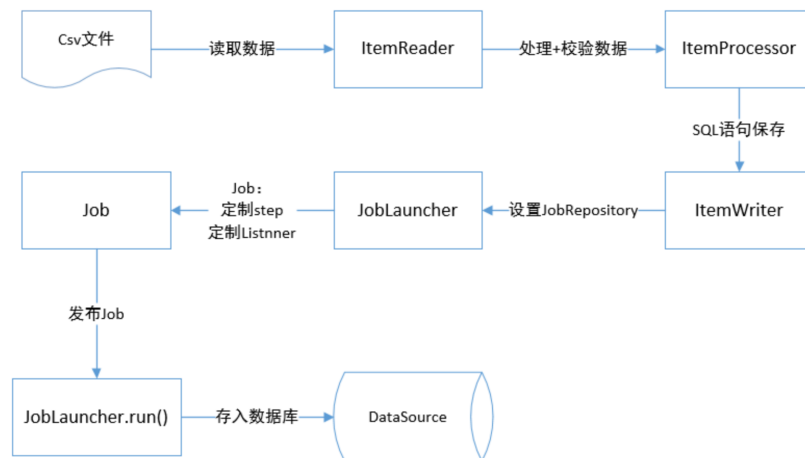 Csv文件
读取数据
ItemReader
处理+校验数据
ItemProcessor
SQL语句保存
ItemWriter
设置JobRepository
JobLauncher
Job：
定制step
定制Listnner
Job
发布Job
JobLauncher.run()
存入数据库
DataSource